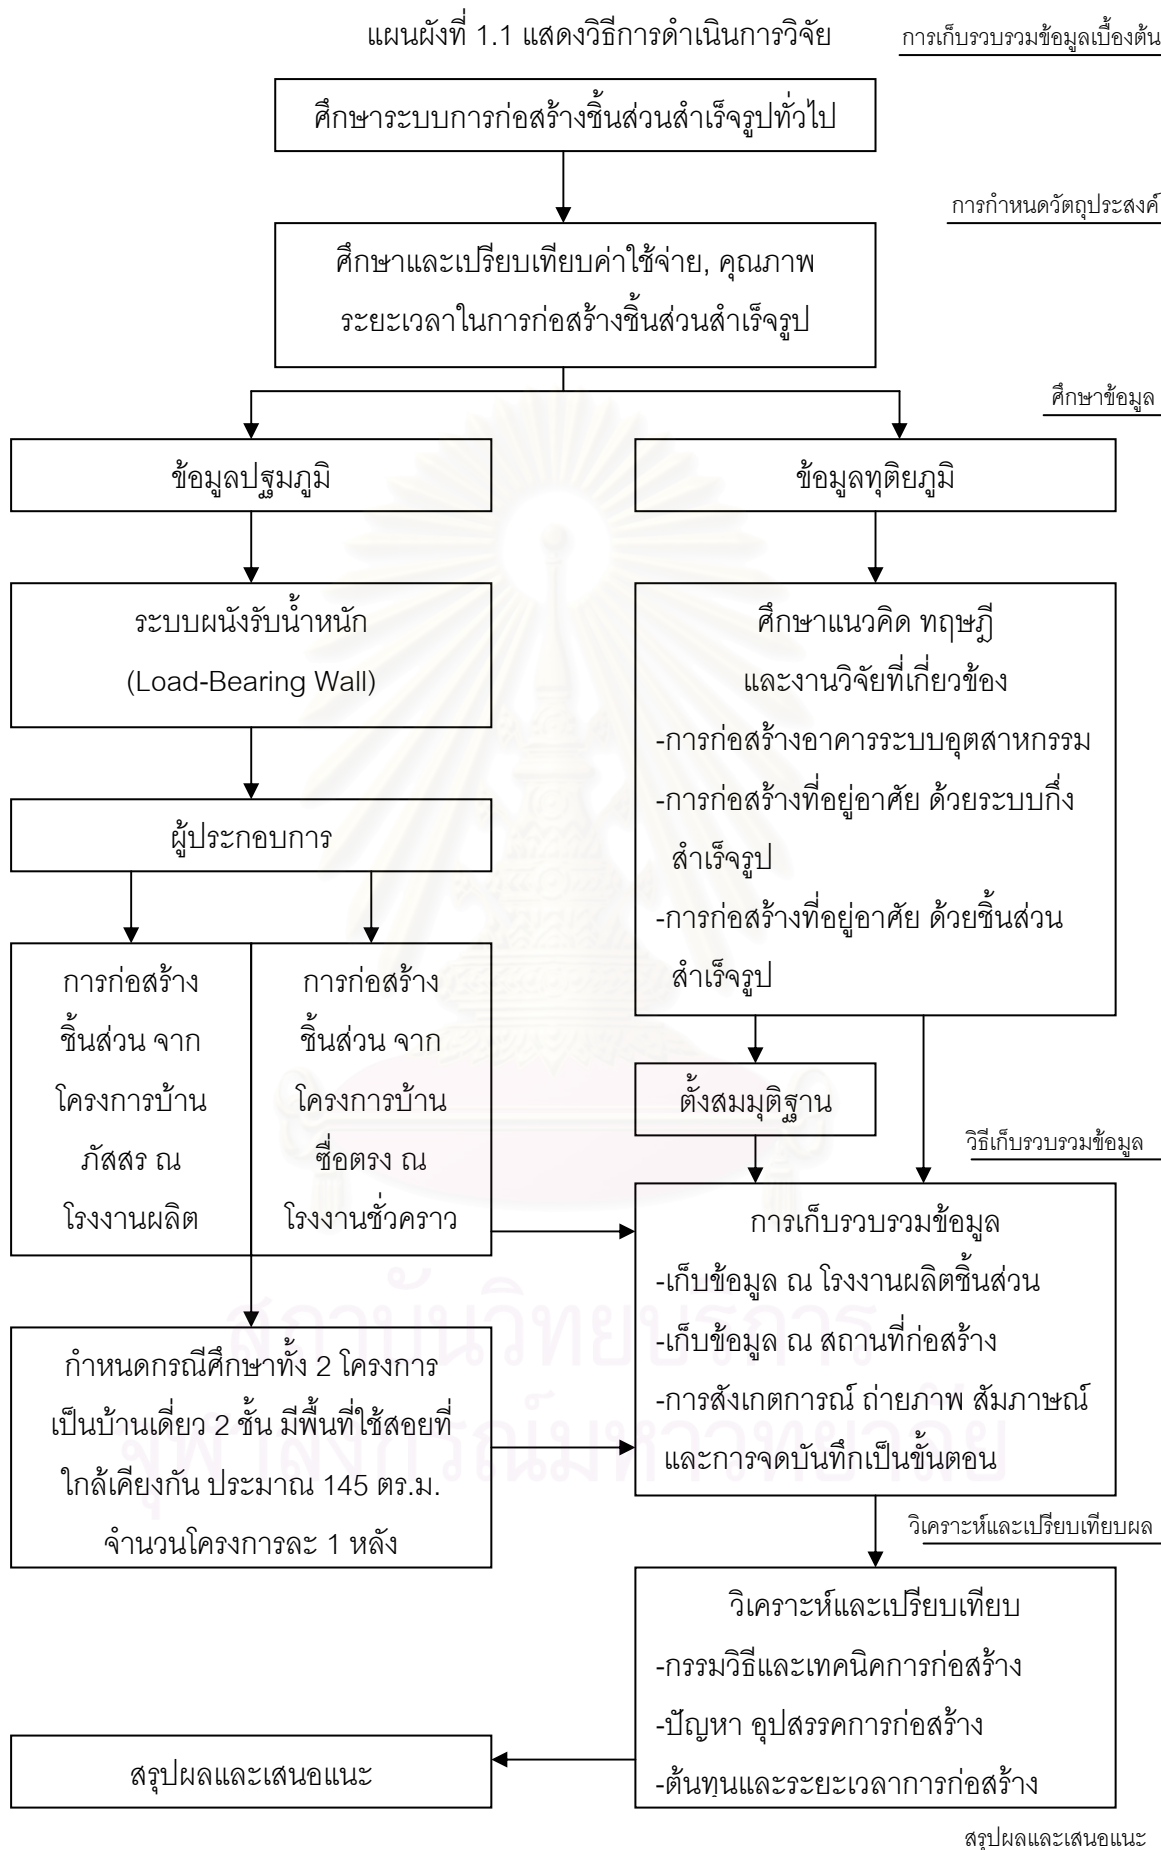 แผนผังที่ 1.1 แสดงวิธีการดำเนินการวิจัย
การเก็บรวบรวมข้อมูลเบื้องต้น
ศึกษาระบบการก่อสร้างชิ้นส่วนสำเร็จรูปทั่วไป
การกำหนดวัตถุประสงค์
ศึกษาและเปรียบเทียบค่าใช้จ่าย, คุณภาพ
ระยะเวลาในการก่อสร้างชิ้นส่วนสำเร็จรูป
ศึกษาข้อมูล
ข้อมูลปฐมภูมิ
ข้อมูลทุติยภูมิ
ระบบผนังรับน้ำหนัก
(Load-Bearing Wall)
ศึกษาแนวคิด ทฤษฎี
และงานวิจัยที่เกี่ยวข้อง
-การก่อสร้างอาคารระบบอุตสาหกรรม
-การก่อสร้างที่อยู่อาศัย ด้วยระบบกึ่ง
สำเร็จรูป
-การก่อสร้างที่อยู่อาศัย ด้วยชิ้นส่วน
สำเร็จรูป
ผู้ประกอบการ
การก่อสร้าง
ชิ้นส่วน จาก
โครงการบ้าน
ภัสสร ณ
โรงงานผลิต
การก่อสร้าง
ชิ้นส่วน จาก
โครงการบ้าน
ซื่อตรง ณ
โรงงานชั่วคราว
ตั้งสมมุติฐาน
วิธีเก็บรวบรวมข้อมูล
การเก็บรวบรวมข้อมูล
-เก็บข้อมูล ณ โรงงานผลิตชิ้นส่วน
-เก็บข้อมูล ณ สถานที่ก่อสร้าง
-การสังเกตการณ์ ถ่ายภาพ สัมภาษณ์
และการจดบันทึกเป็นขั้นตอน
กำหนดกรณีศึกษาทั้ง 2 โครงการ
เป็นบ้านเดี่ยว 2 ชั้น มีพื้นที่ใช้สอยที่
ใกล้เคียงกัน ประมาณ 145 ตร.ม.
จำนวนโครงการละ 1 หลัง
วิเคราะห์และเปรียบเทียบผล
วิเคราะห์และเปรียบเทียบ
-กรรมวิธีและเทคนิคการก่อสร้าง
-ปัญหา อุปสรรคการก่อสร้าง
-ต้นทุนและระยะเวลาการก่อสร้าง
สรุปผลและเสนอแนะ
สรุปผลและเสนอแนะ
สถาบันวิทยบริการ
จุฬาลงกรณ์มหาวิทยาลัย